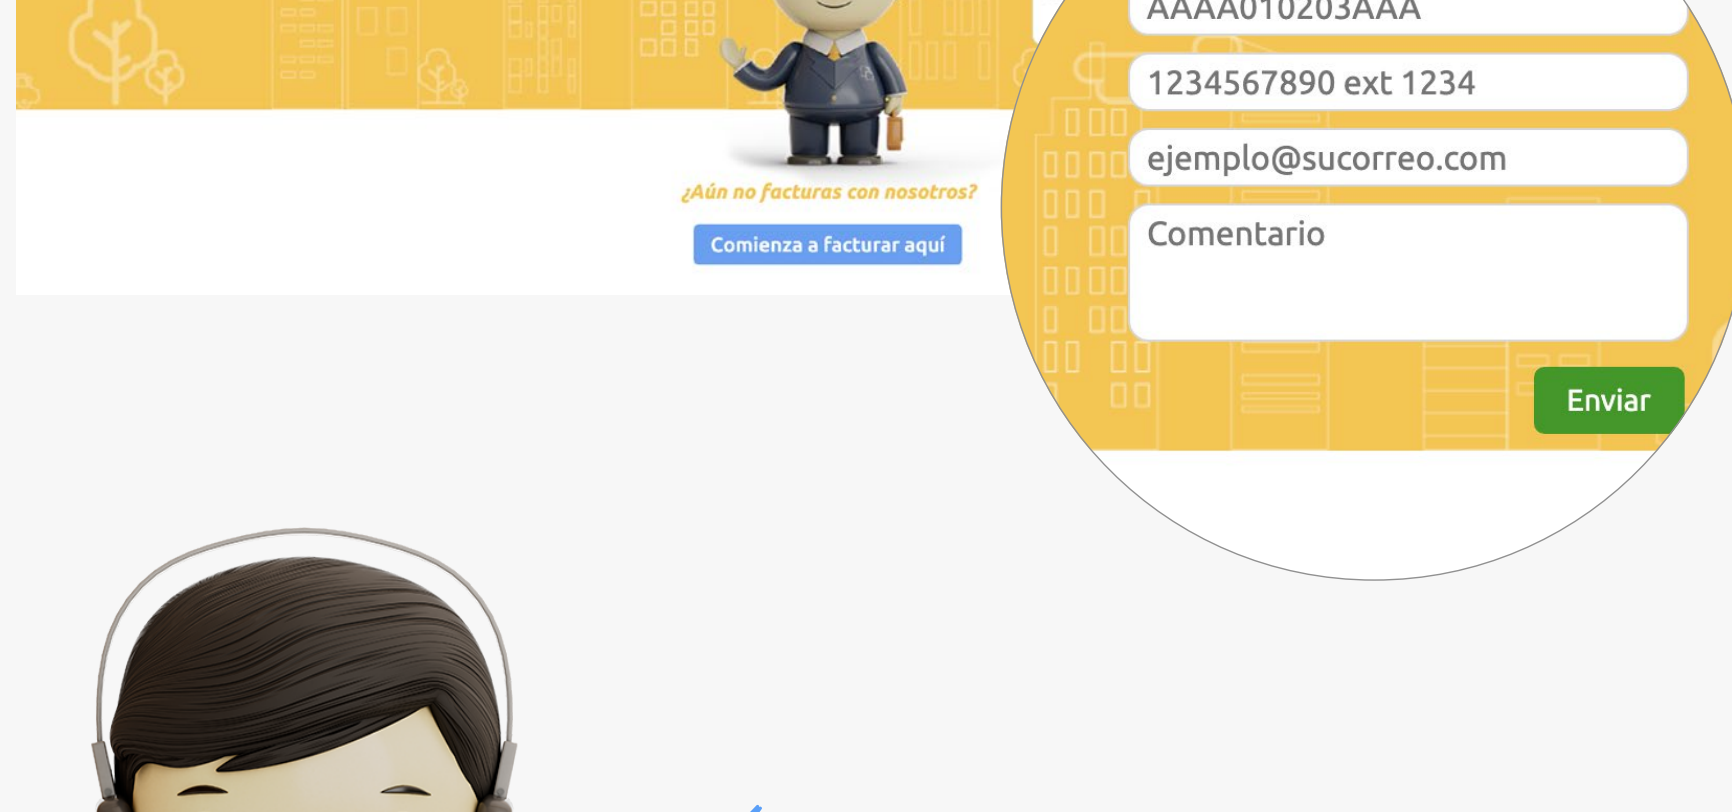 AAAA010203AAA
1234567890 ext 1234
ejemplo@sucorreo.com
¿Aún no facturas con nosotros?
Comienza a facturar aquí
Comentario
Enviar